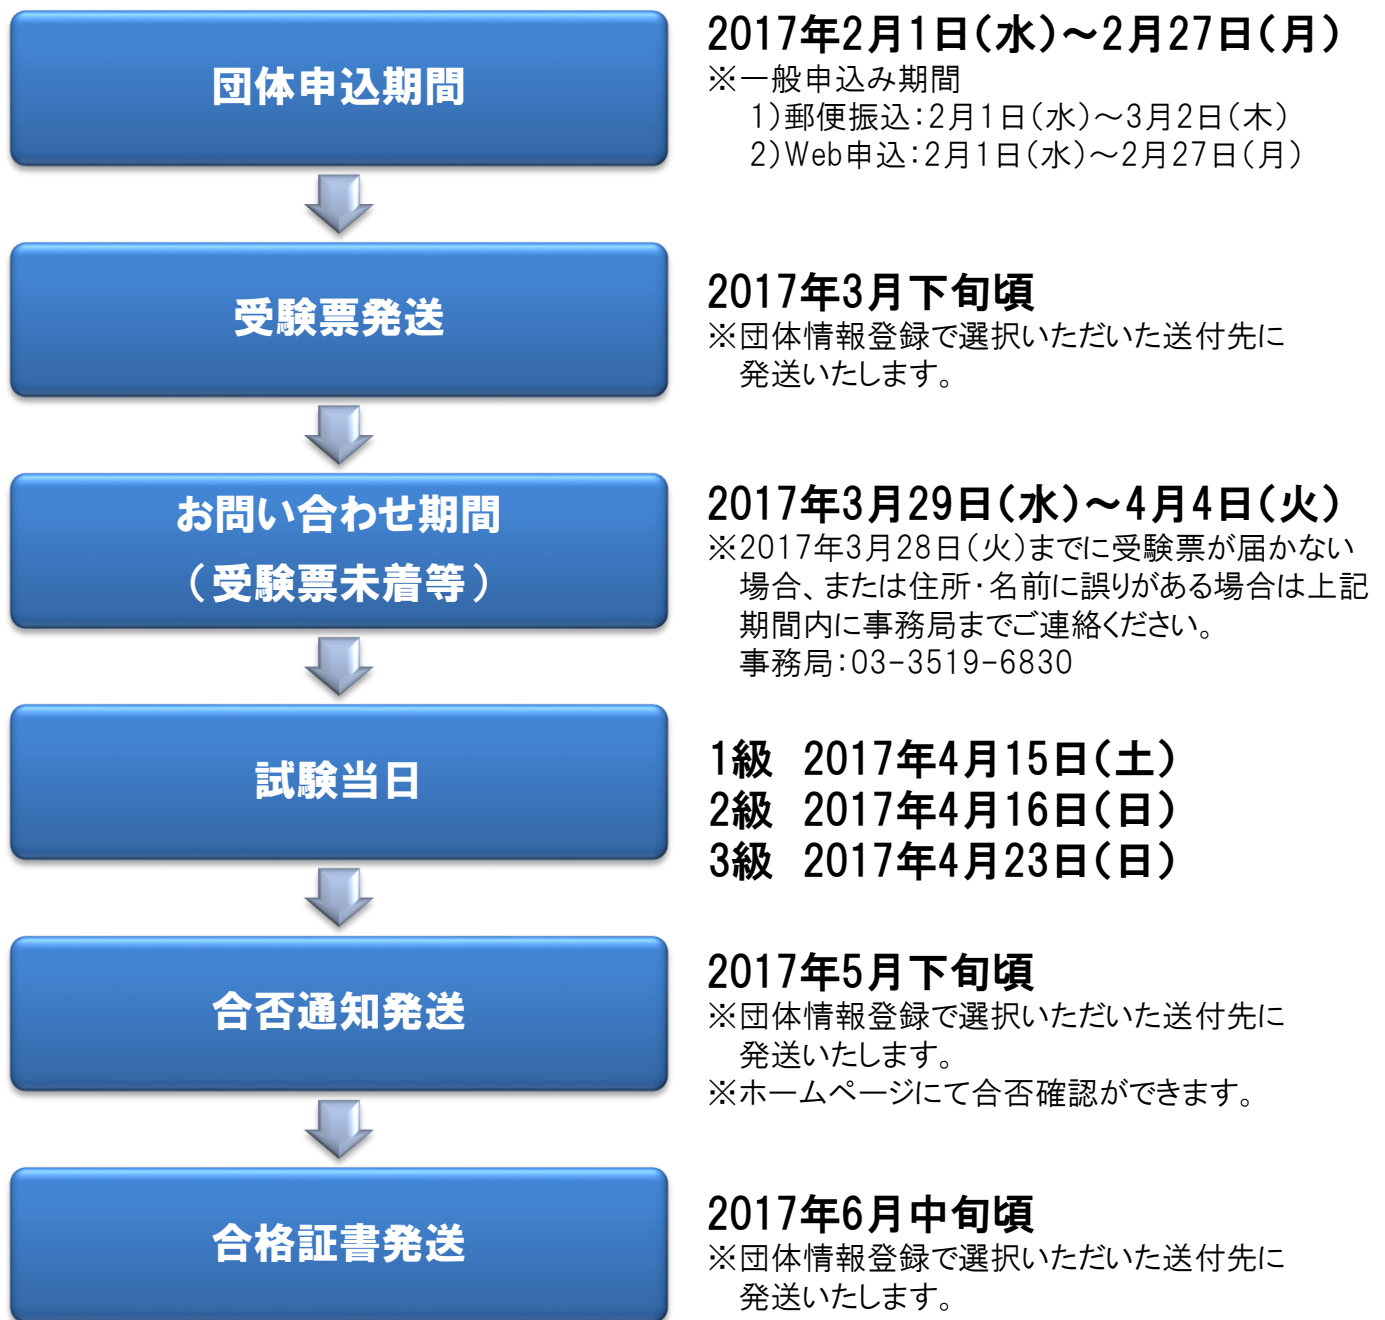 団体申込期間
2017年2月1日（水）～2月27日（月）
※一般申込み期間
1）郵便振込：2月1日（水）～3月2日（木）
2）Web申込：2月1日（水）～2月27日（月）
受験票発送
2017年3月下旬頃
※団体情報登録で選択いただいた送付先に
発送いたします。
お問い合わせ期間
（受験票未着等）
2017年3月29日（水）～4月4日（火）
※2017年3月28日（火）までに受験票が届かない
場合、または住所・名前に誤りがある場合は上記
期間内に事務局までご連絡ください。
事務局：03-3519-6830
試験当日
1級　2017年4月15日（土）
2級　2017年4月16日（日）
3級　2017年4月23日（日）
合否通知発送
2017年5月下旬頃
※団体情報登録で選択いただいた送付先に
発送いたします。
※ホームページにて合否確認ができます。
合格証書発送
2017年6月中旬頃
※団体情報登録で選択いただいた送付先に
発送いたします。